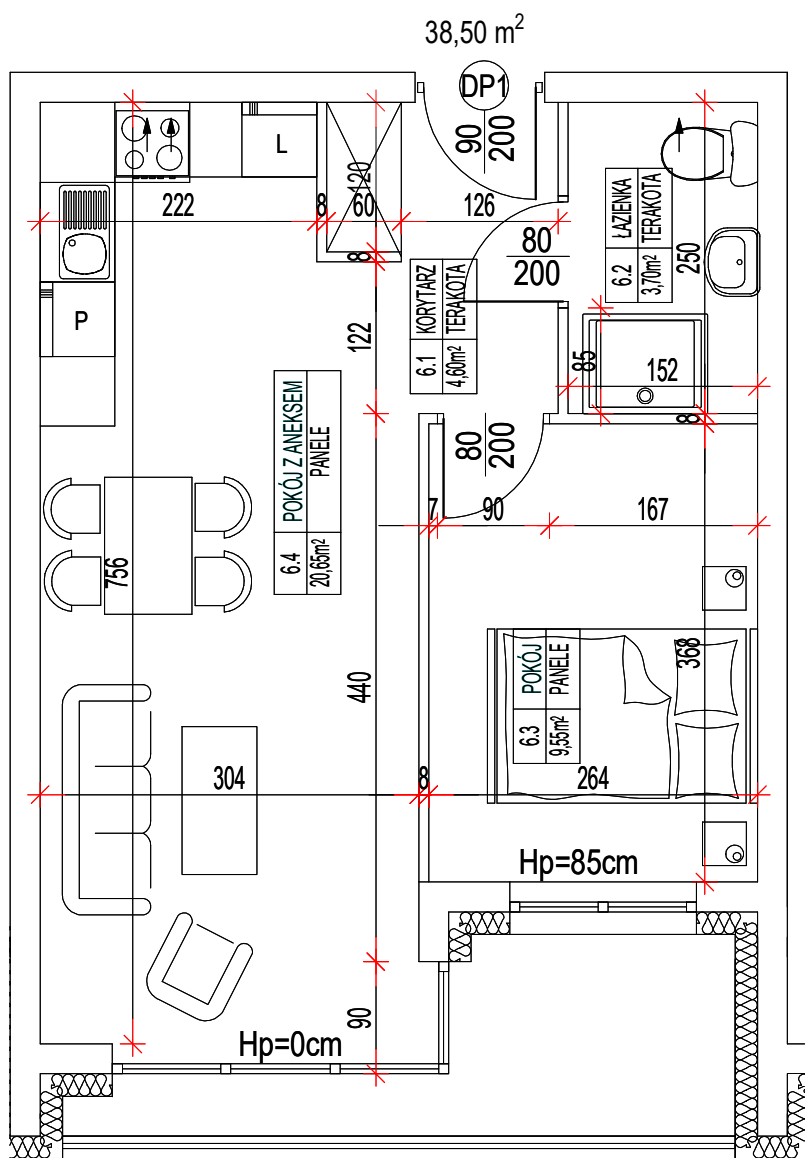 38,50 m²
DP1
90
200
L
120
222
8
60
126
8
80
200
6.2 ŁAZIENKA
3,70m² TERAKOTA
250
P
6.1 KORYTARZ
4,60m² TERAKOTA
122
85
152
8
80
200
6.4 POKÓJ Z ANEKSEM
20,65m² PANELE
7
90
167
756
440
6.3 POKÓJ
9,55m² PANELE
368
304
8
264
Hp=85cm
90
Hp=0cm